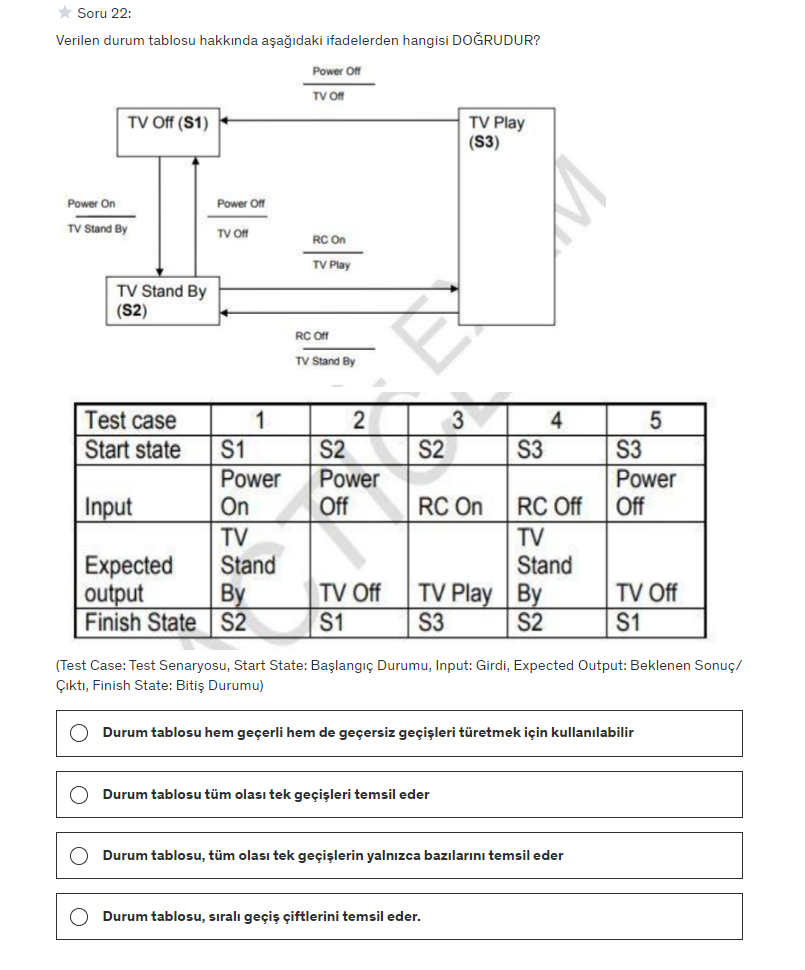 Soru 22:
Verilen durum tablosu hakkında aşağıdaki ifadelerden hangisi DOĞRUDUR?
Power Off
TV Off
TV Off (S1)
TV Play
(S3)
Power On
TV Stand By
Power Off
TV Off
RC On
TV Play
TV Stand By
(S2)
RC Off
TV Stand By
Test case 1 2 3 4 5
Start state S1 S2 S2 S3 S3
Power Power Power
Input On Off RC On RC Off Off
TV TV
Expected Stand Stand
output By TV Off TV Play By TV Off
Finish State S2 S1 S3 S2 S1
(Test Case: Test Senaryosu, Start State: Başlangıç Durumu, Input: Girdi, Expected Output: Beklenen Sonuç/
Çıktı, Finish State: Bitiş Durumu)
Durum tablosu hem geçerli hem de geçersiz geçişleri türetmek için kullanılabilir
Durum tablosu tüm olası tek geçişleri temsil eder
Durum tablosu, tüm olası tek geçişlerin yalnızca bazılarını temsil eder
Durum tablosu, sıralı geçiş çiftlerini temsil eder.